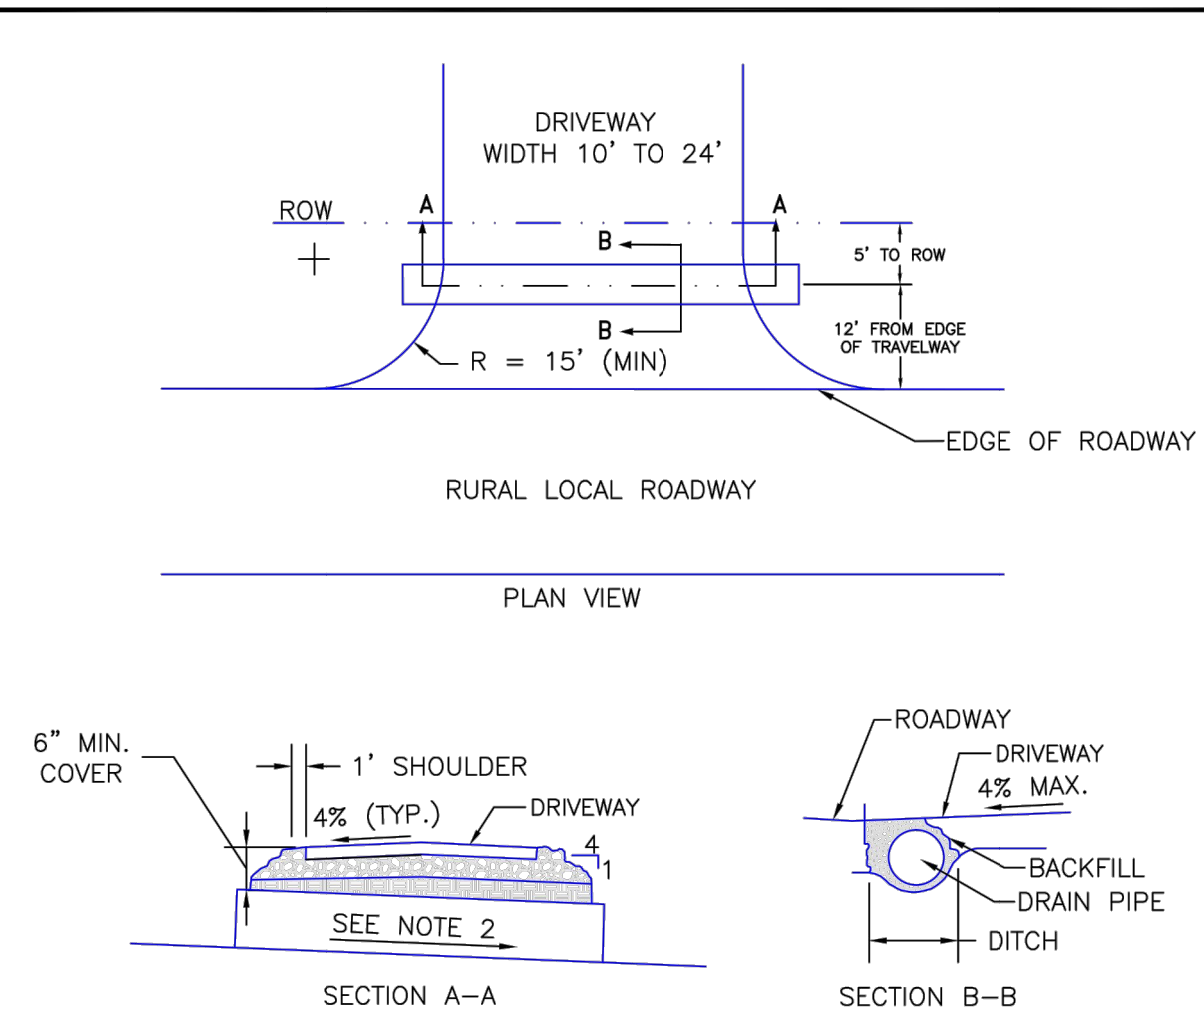 DRIVEWAY
WIDTH 10' TO 24'
ROW
A
A
B
5' TO ROW
B
12' FROM EDGE
OF TRAVELWAY
R = 15' (MIN)
EDGE OF ROADWAY
RURAL LOCAL ROADWAY
PLAN VIEW
6" MIN.
COVER
1' SHOULDER
4% (TYP.)
DRIVEWAY
4
1
SEE NOTE 2
SECTION A-A
ROADWAY
DRIVEWAY
4% MAX.
BACKFILL
DRAIN PIPE
DITCH
SECTION B-B